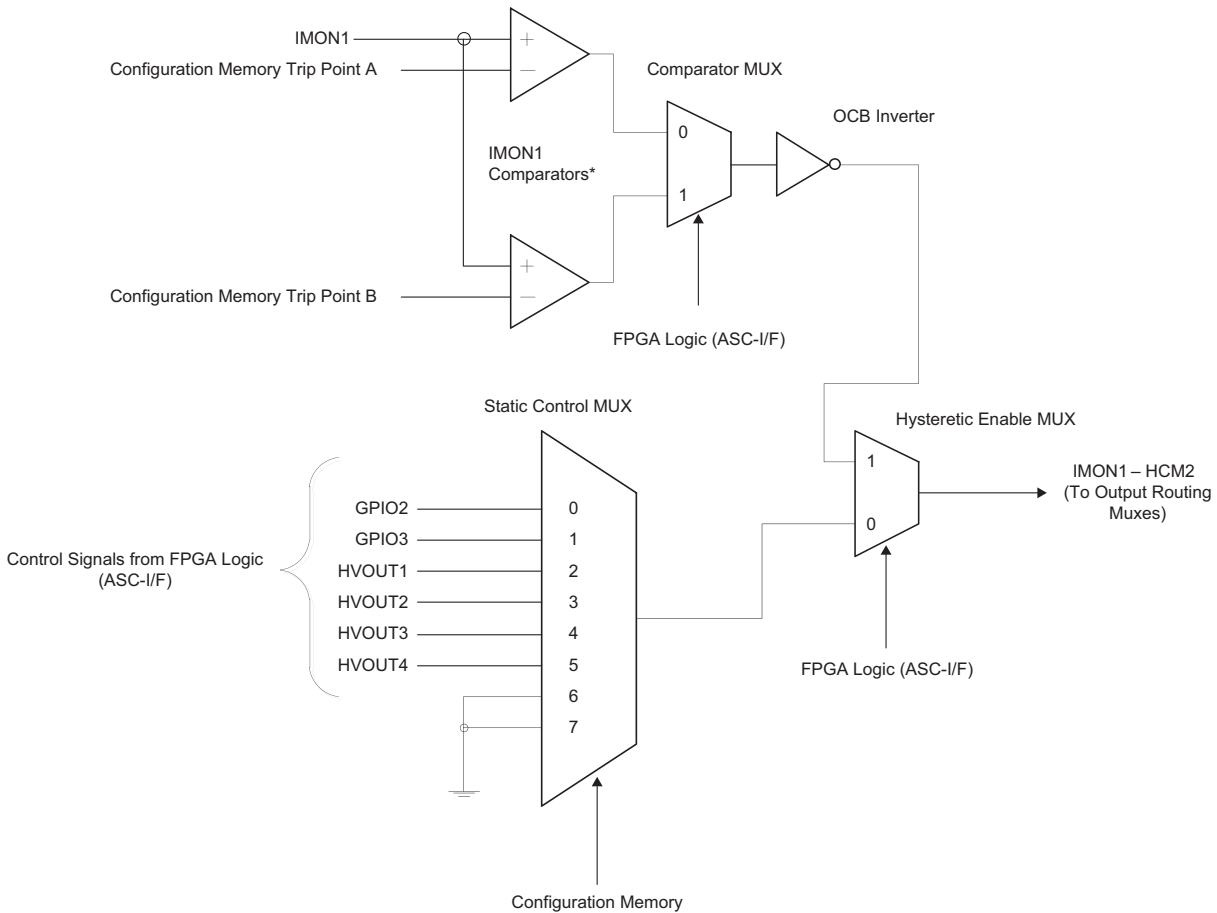 IMON1
+
Configuration Memory Trip Point A
−
Comparator MUX
OCB Inverter
0
IMON1
Comparators*
1
+
Configuration Memory Trip Point B
−
FPGA Logic (ASC-I/F)
Static Control MUX
Hysteretic Enable MUX
1
IMON1 – HCM2
(To Output Routing
Muxes)
0
GPIO2
0
GPIO3
1
HVOUT1
2
HVOUT2
3
HVOUT3
4
HVOUT4
5
6
7
Control Signals from FPGA Logic
(ASC-I/F)
FPGA Logic (ASC-I/F)
Configuration Memory